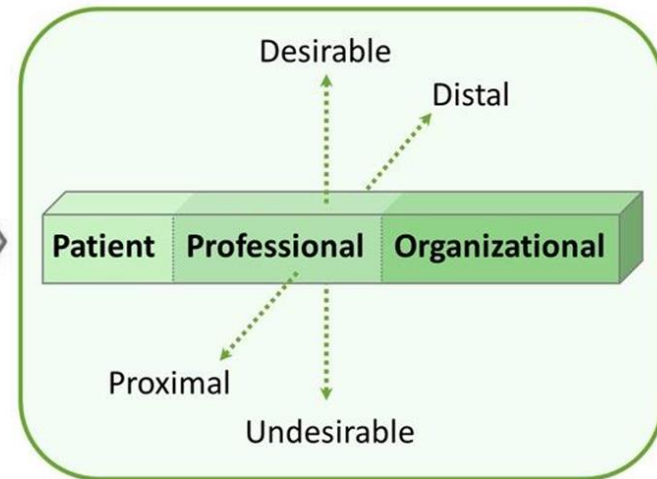 Desirable
Distal
Patient Professional Organizational
Proximal
Undesirable